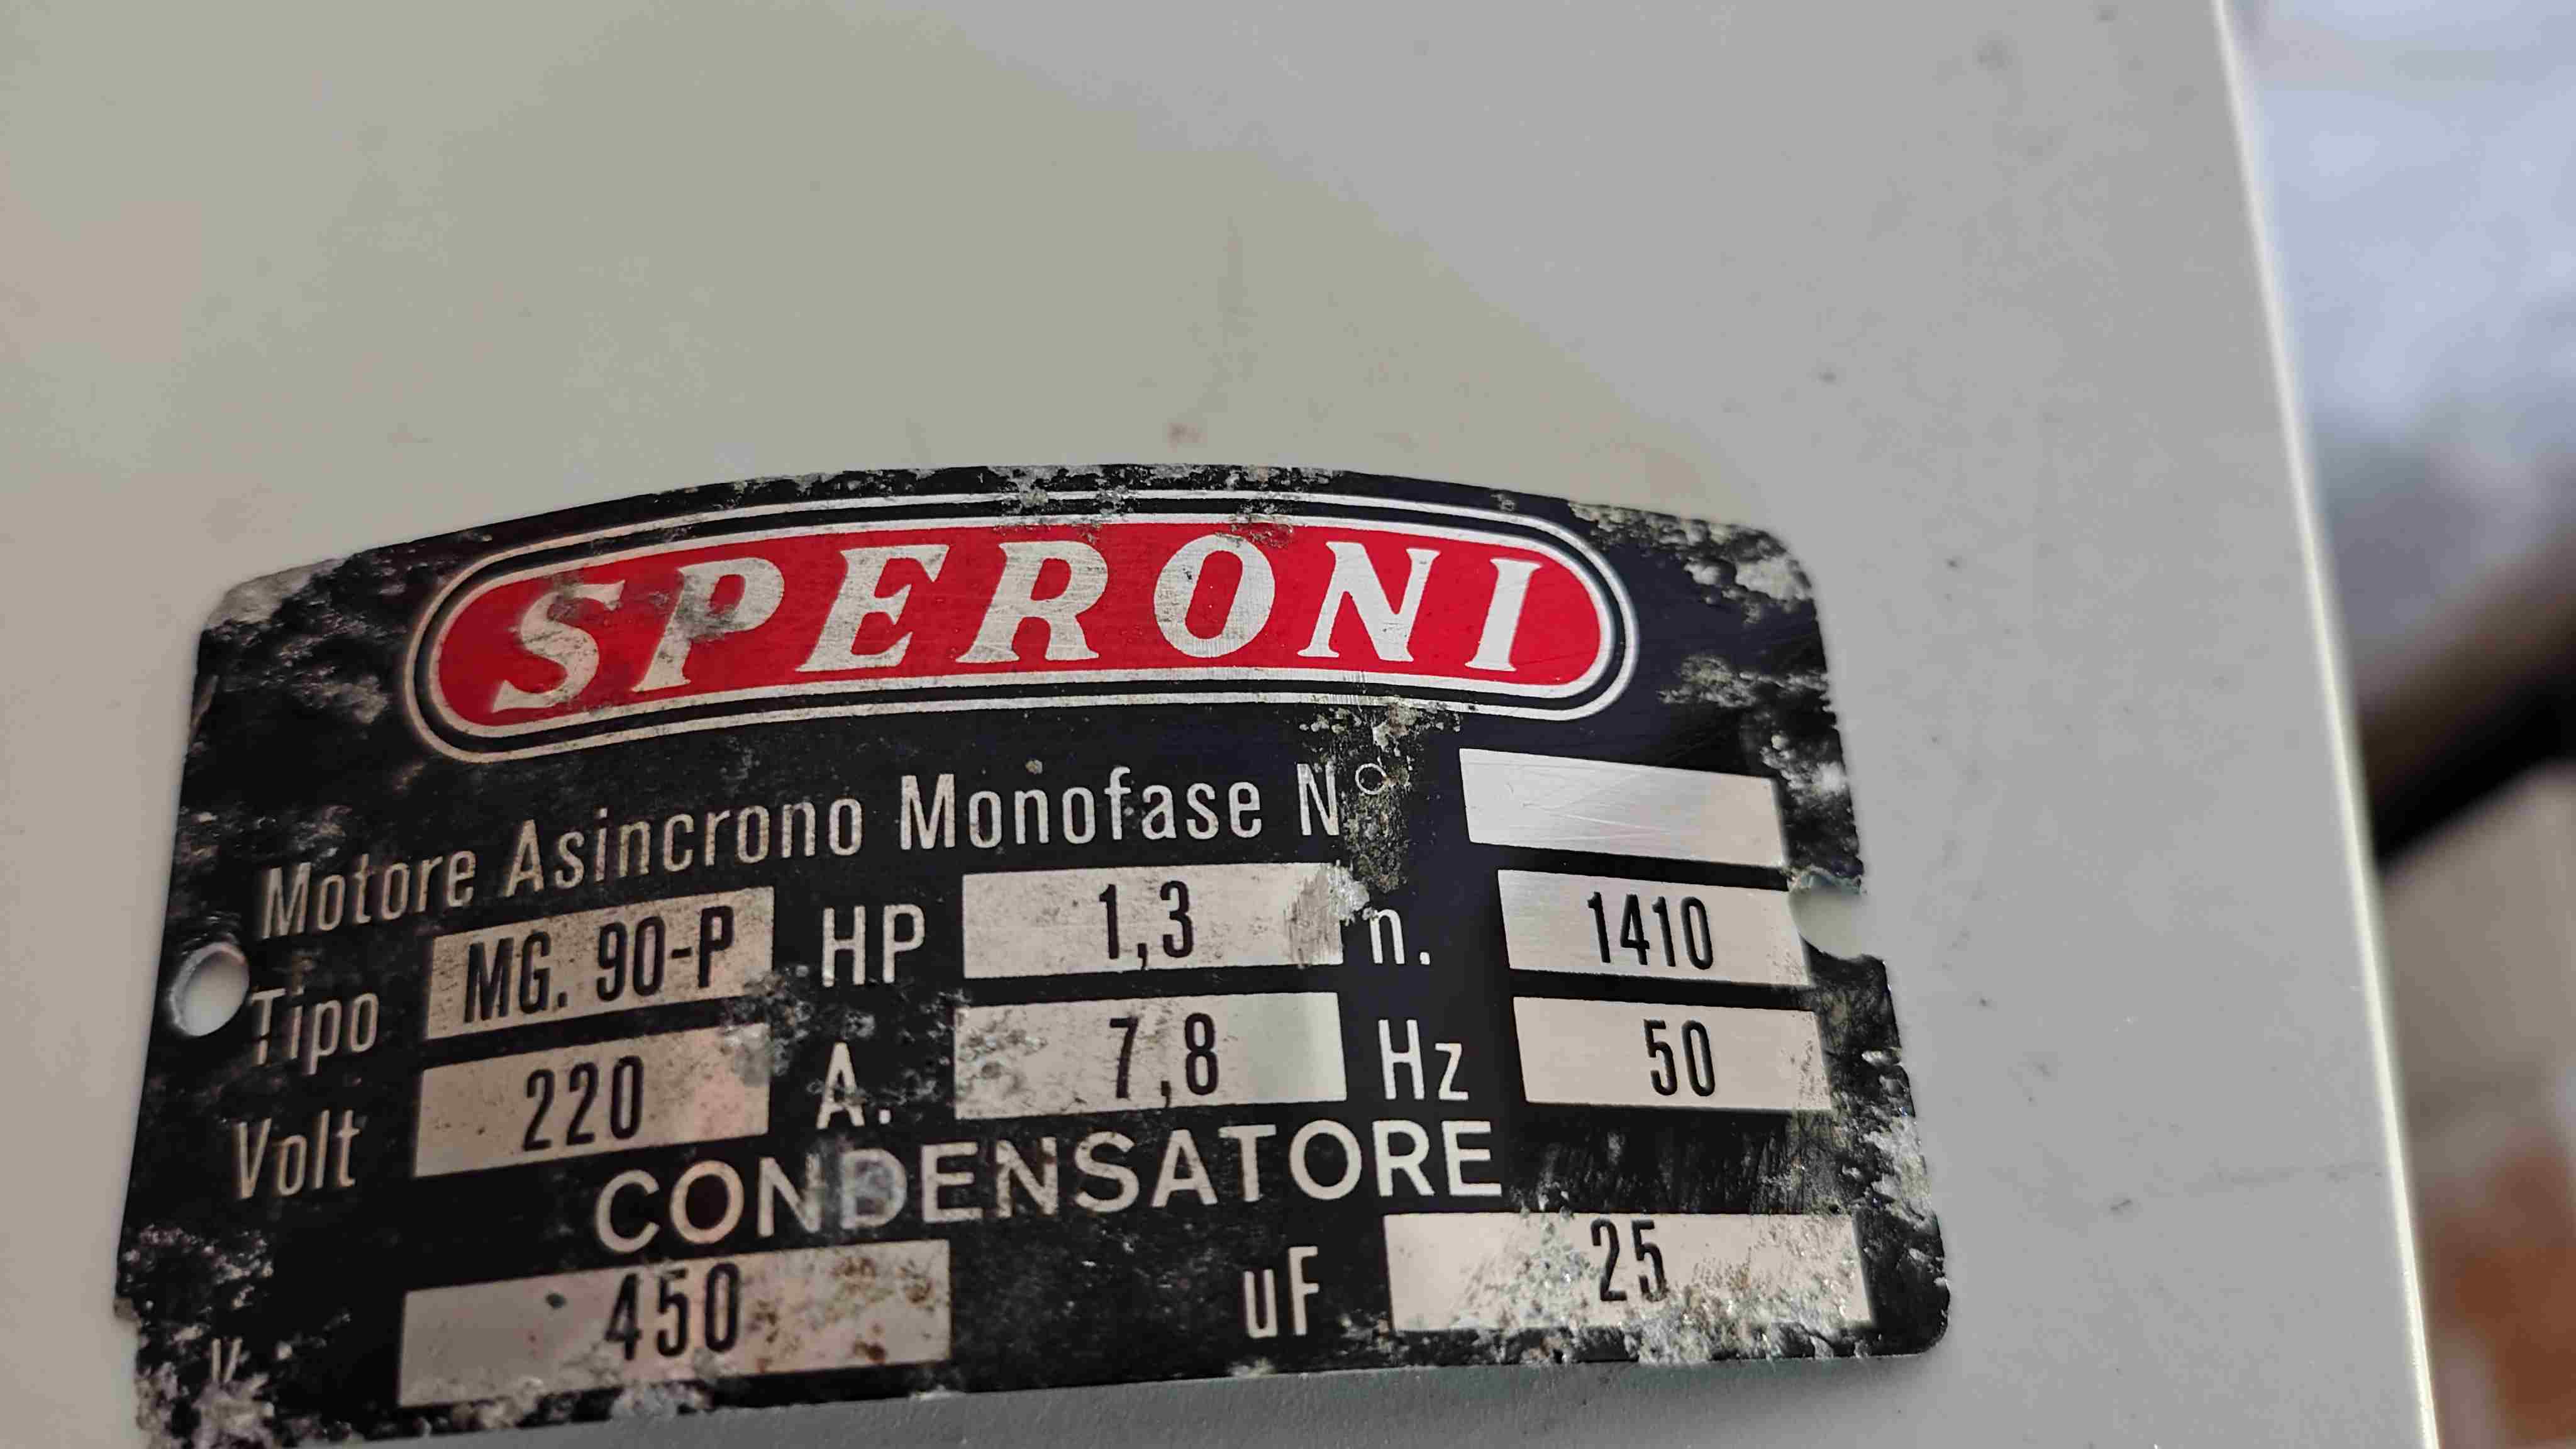 SPERONI
Motore Asincrono Monofase N°
Tipo MG. 90-P HP 1,3 n. 1410
Volt 220 A. 7,8 Hz 50
CONDENSATORE
V 450 uF 25